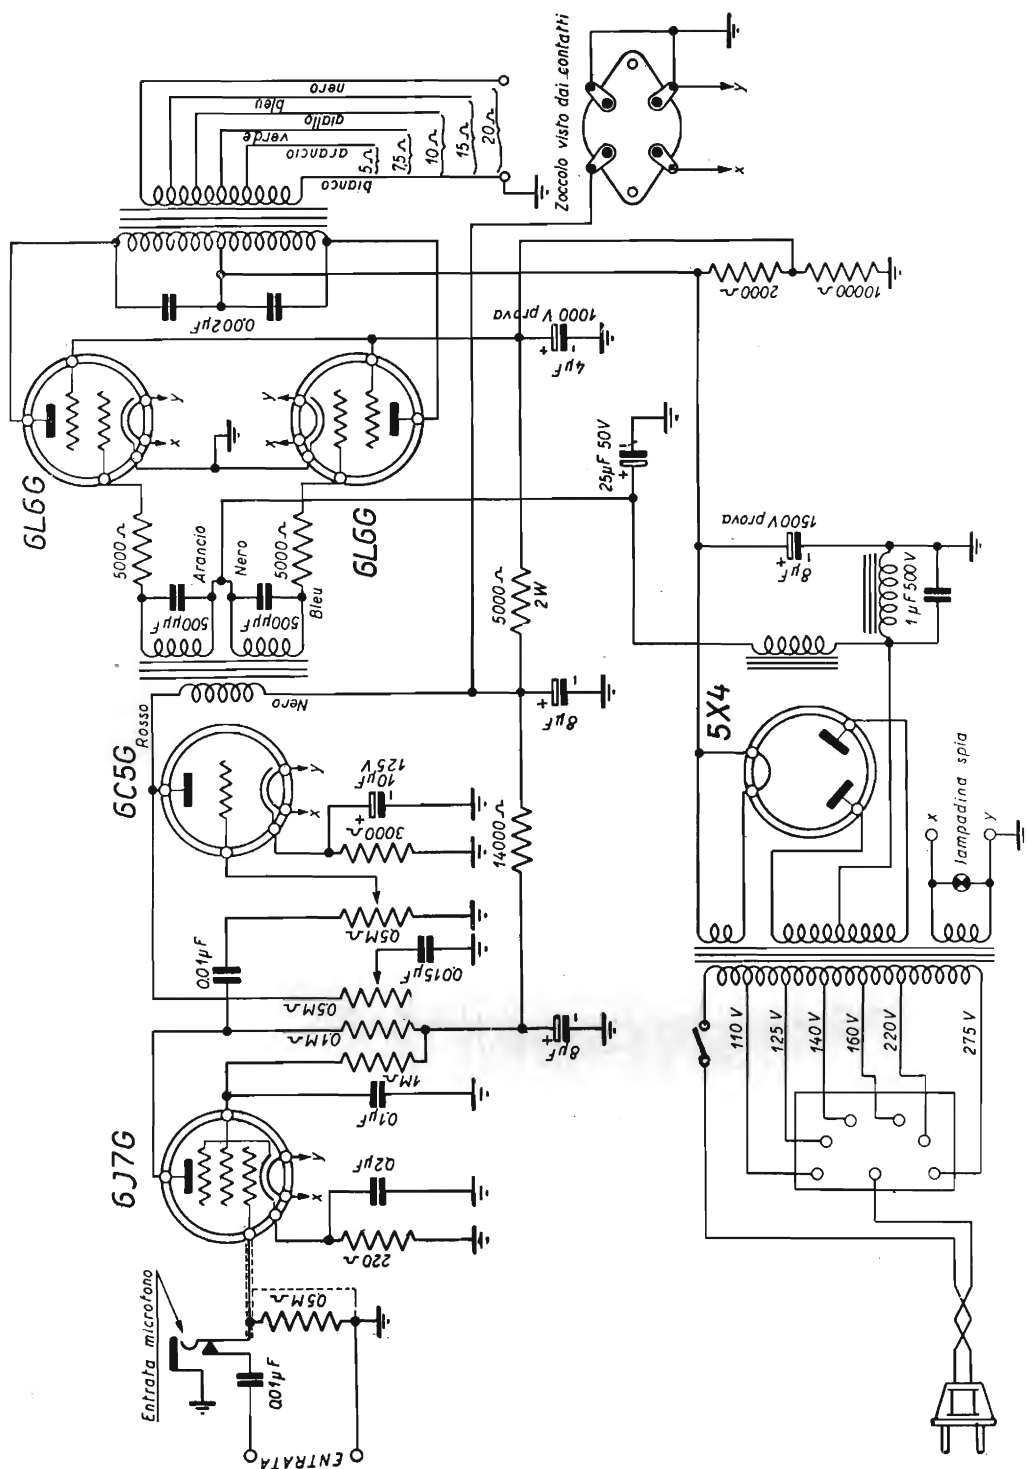 Entrata microfono
ENTRATA
0,01µF
0,5MΩ
6J7G
220Ω
0,2µF
0,1µF
1MΩ
0,1MΩ
0,5MΩ
0,01µF
0,015µF
0,5MΩ
8µF
+
x
y
6C5G
Rosso
3000Ω
10µF
125V
+
x
y
14000Ω
Nero
8µF
+
500µµF
500µµF
Arancio
Nero
Bleu
5000Ω
5000Ω
6L6G
6L6G
x
y
x
y
5000Ω
2W
4µF
1000V prova
+
25µF 50V
+
0,002µF
nero
bleu
giallo
verde
arancio
bianco
5Ω
7,5Ω
10Ω
15Ω
20Ω
Zoccolo visto dai contatti
x
y
2000Ω
10000Ω
1500V prova
8µF
+
1µF 500V
5X4
x
lampadina spia
y
110 V
125 V
140 V
160 V
220 V
275 V